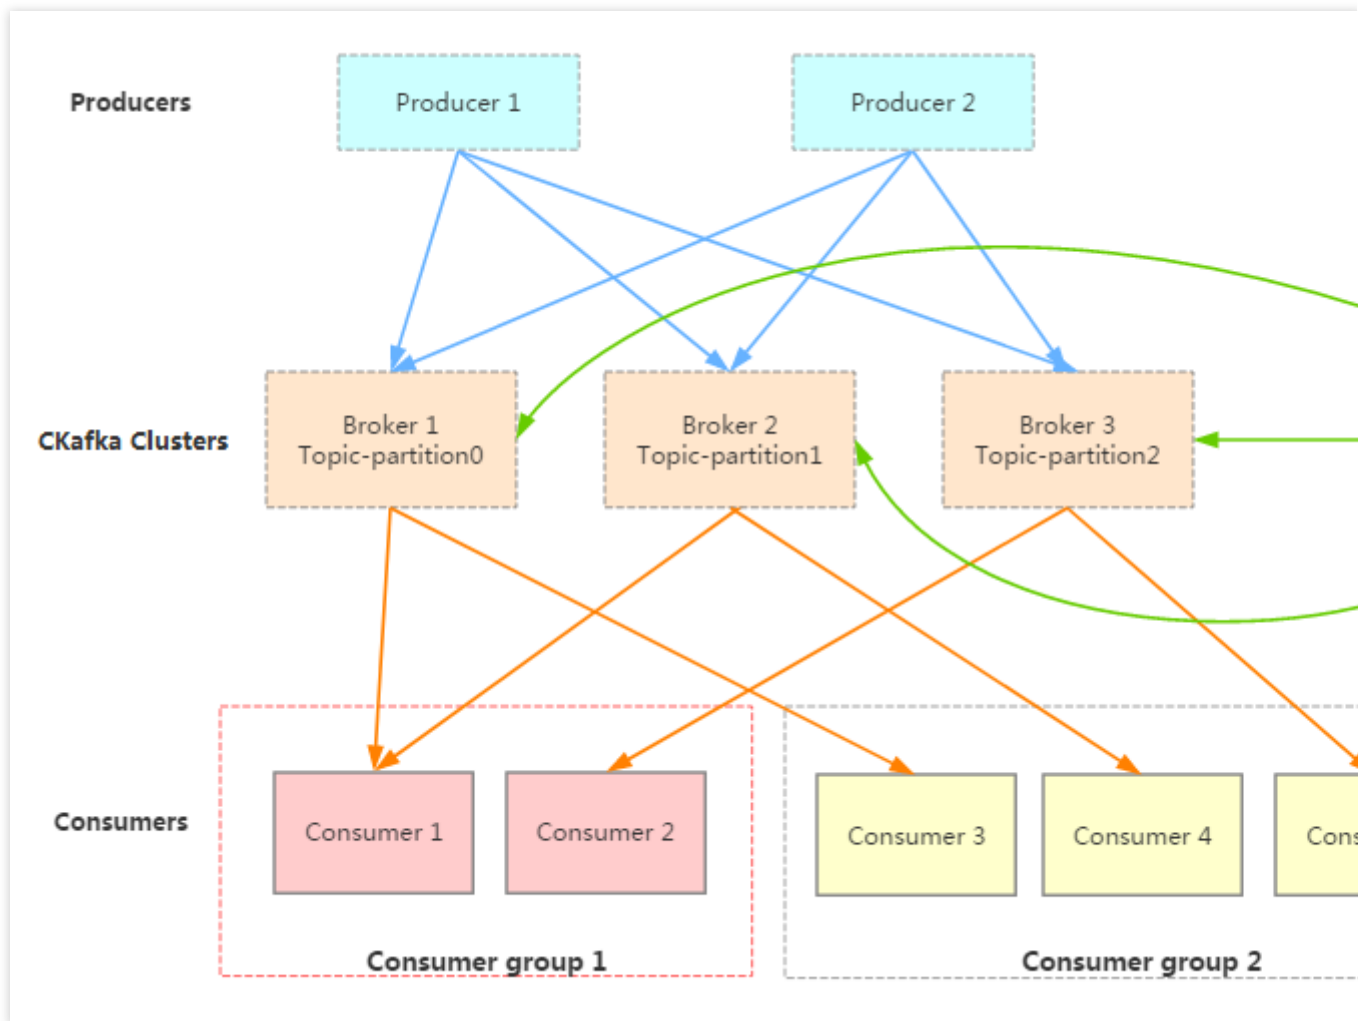 Producers
Producer 1
Producer 2
CKafka Clusters
Broker 1
Topic-partition0
Broker 2
Topic-partition1
Broker 3
Topic-partition2
Consumers
Consumer 1
Consumer 2
Consumer 3
Consumer 4
Cons
Consumer group 1
Consumer group 2